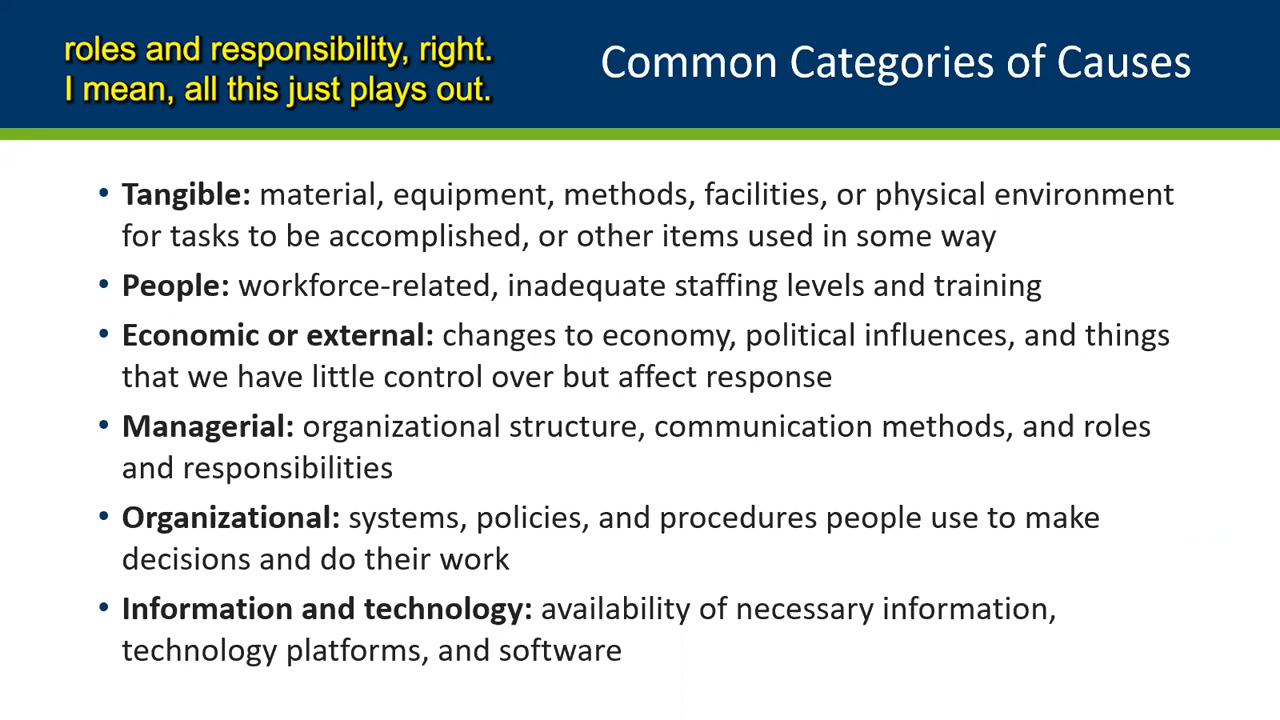 roles and responsibility, right.
I mean, all this just plays out.
Common Categories of Causes
• Tangible: material, equipment, methods, facilities, or physical environment
for tasks to be accomplished, or other items used in some way
• People: workforce-related, inadequate staffing levels and training
• Economic or external: changes to economy, political influences, and things
that we have little control over but affect response
• Managerial: organizational structure, communication methods, and roles
and responsibilities
• Organizational: systems, policies, and procedures people use to make
decisions and do their work
• Information and technology: availability of necessary information,
technology platforms, and software